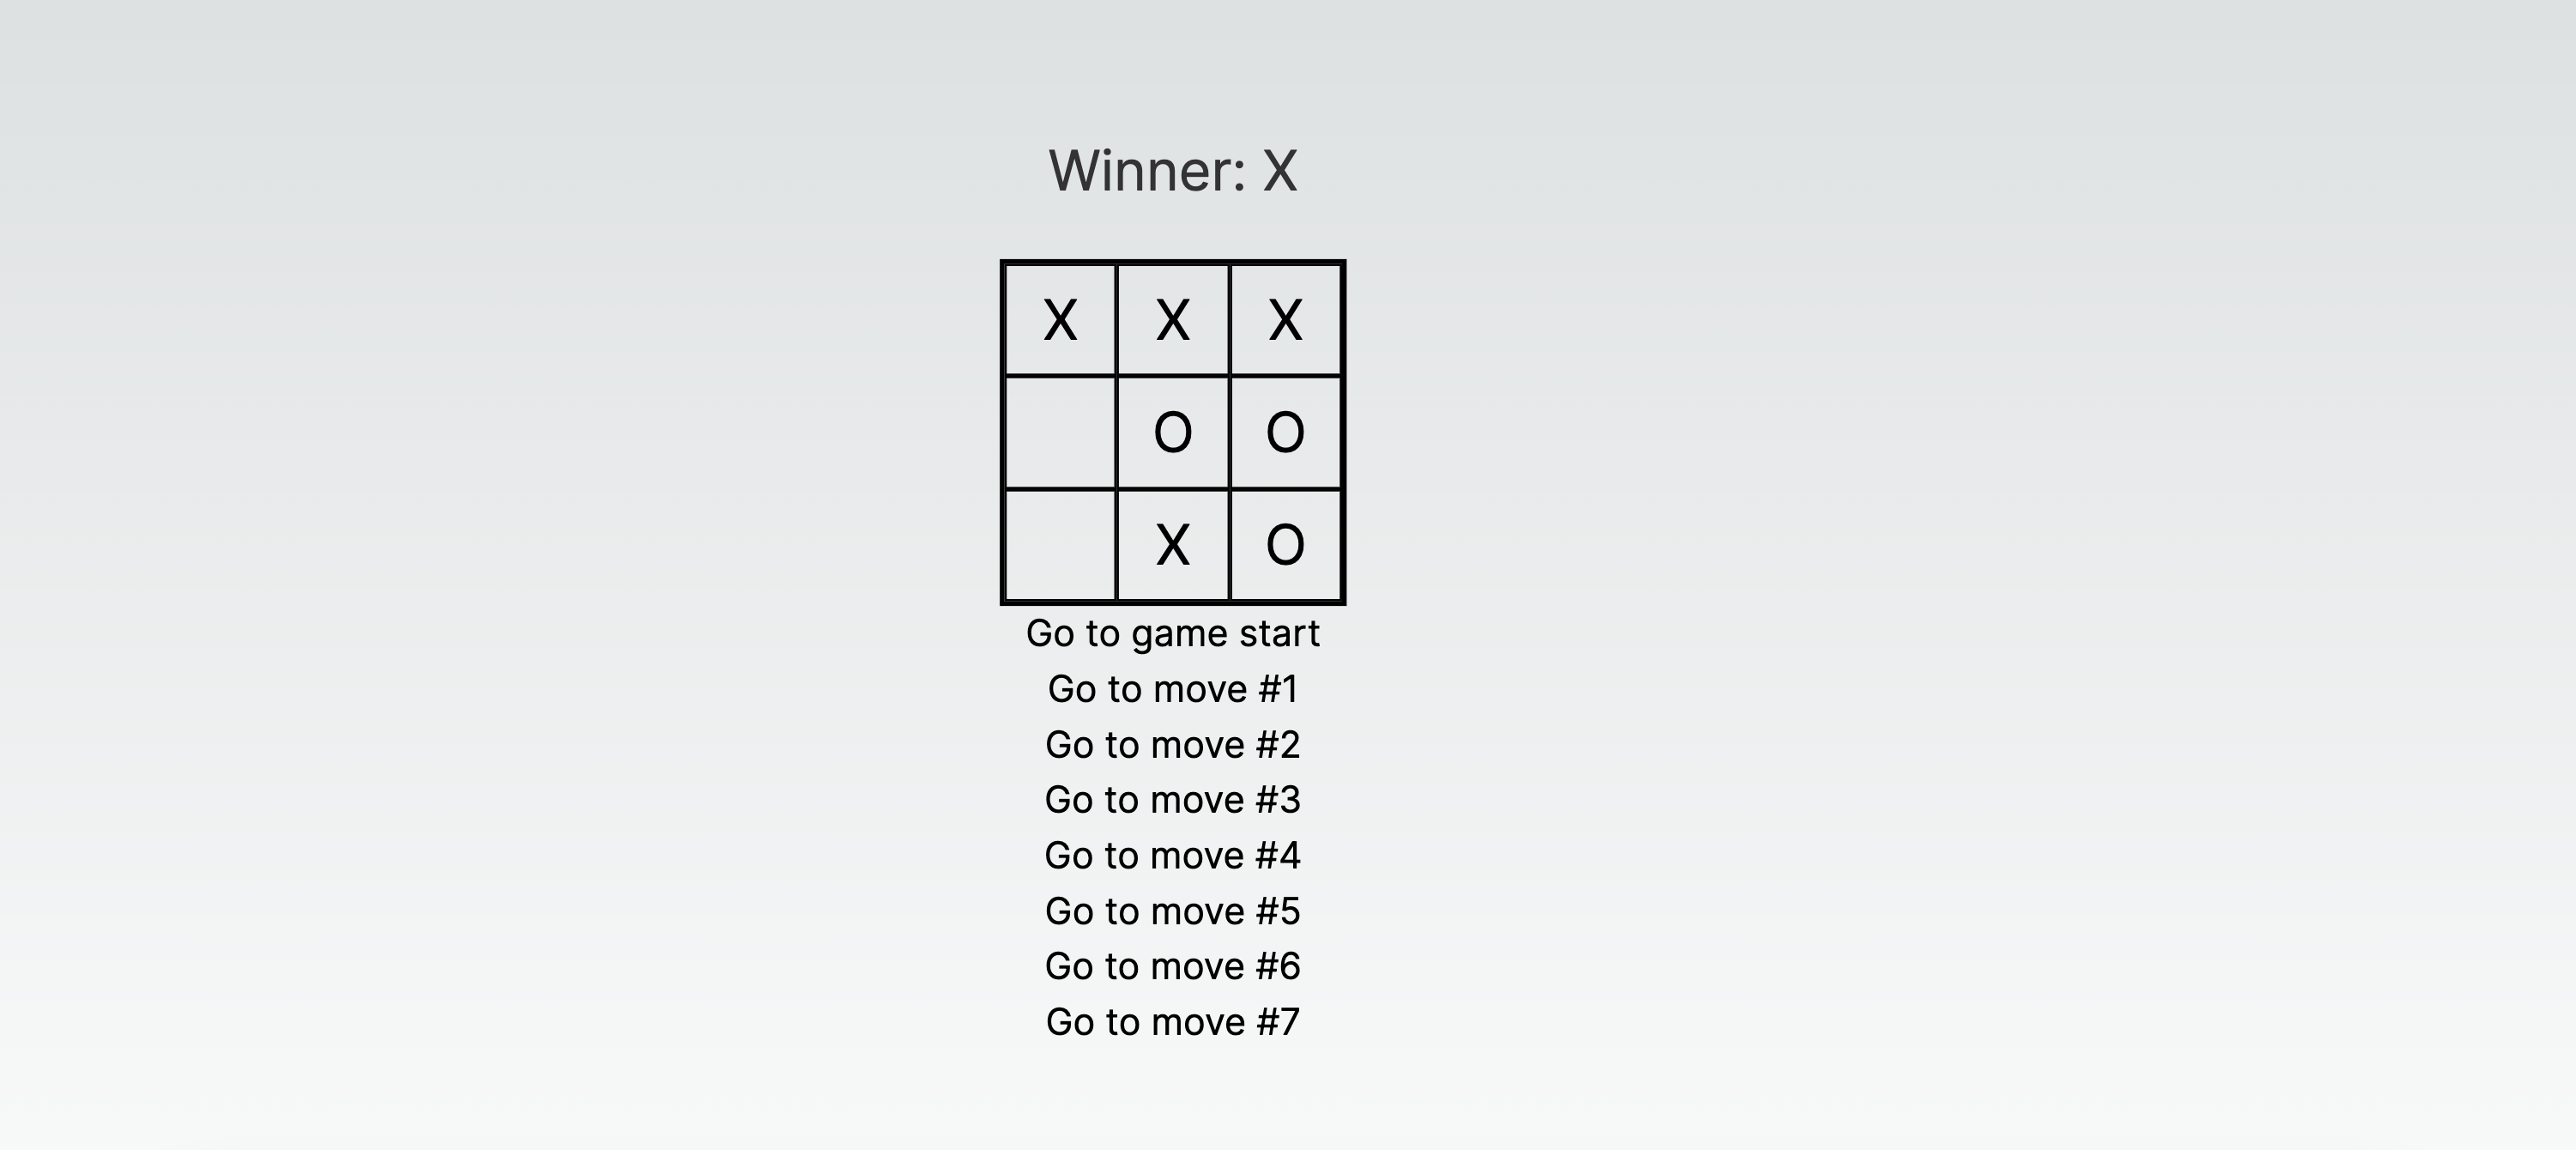 Winner: X
X X X
O O
X O
Go to game start
Go to move #1
Go to move #2
Go to move #3
Go to move #4
Go to move #5
Go to move #6
Go to move #7